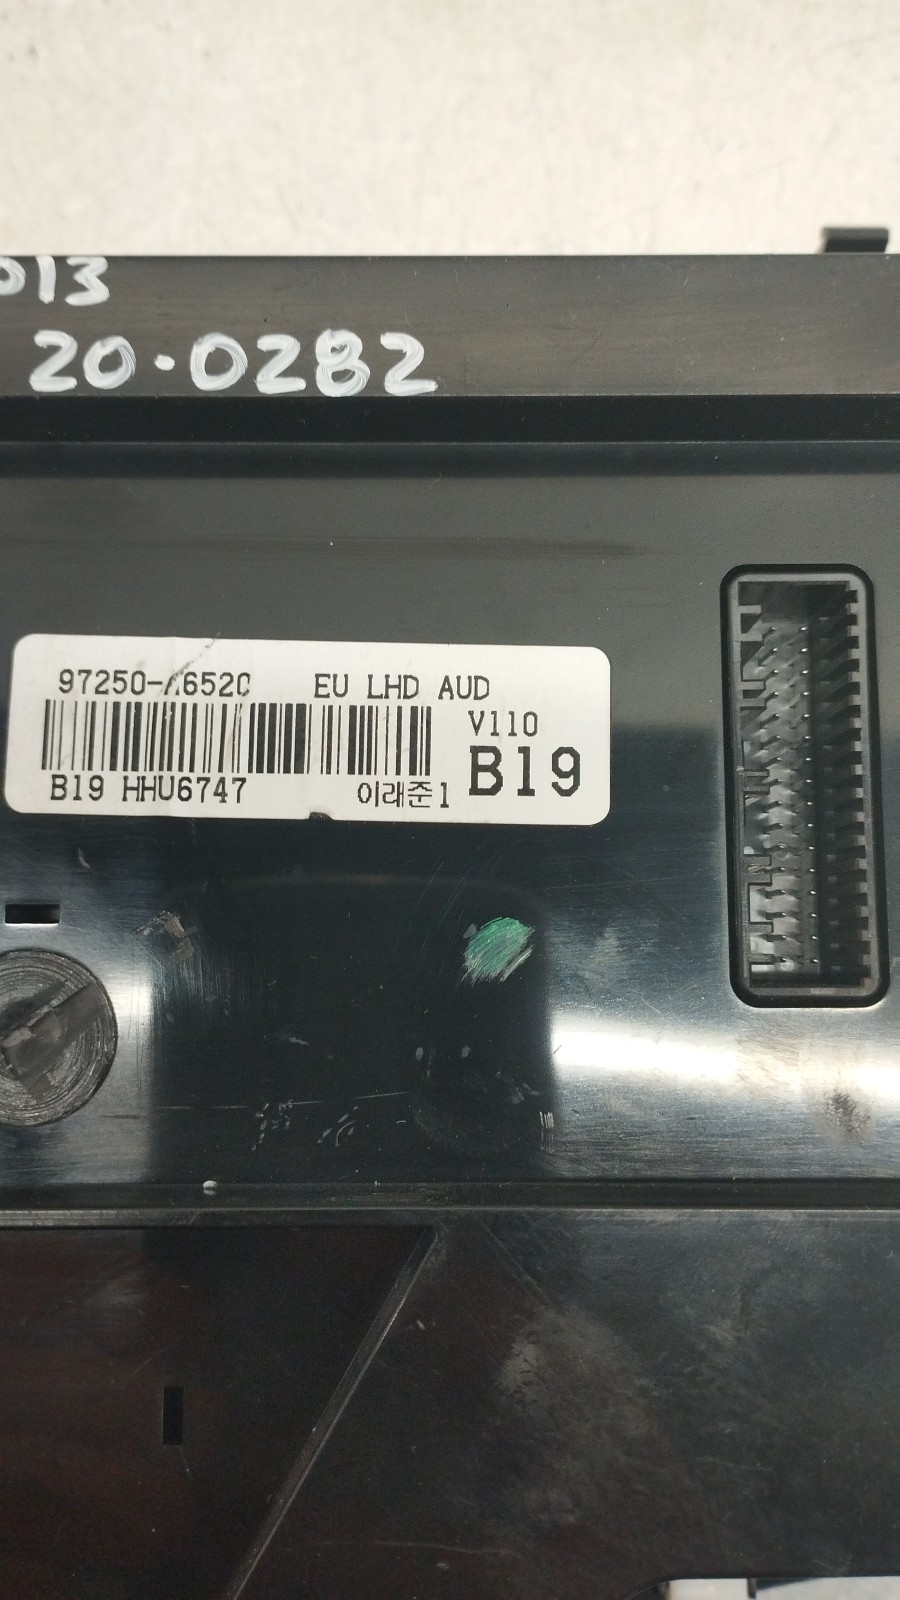 013
20·0282
97250-A6520 EU LHD AUD
V110
B19 HHU6747 이래준1 B19